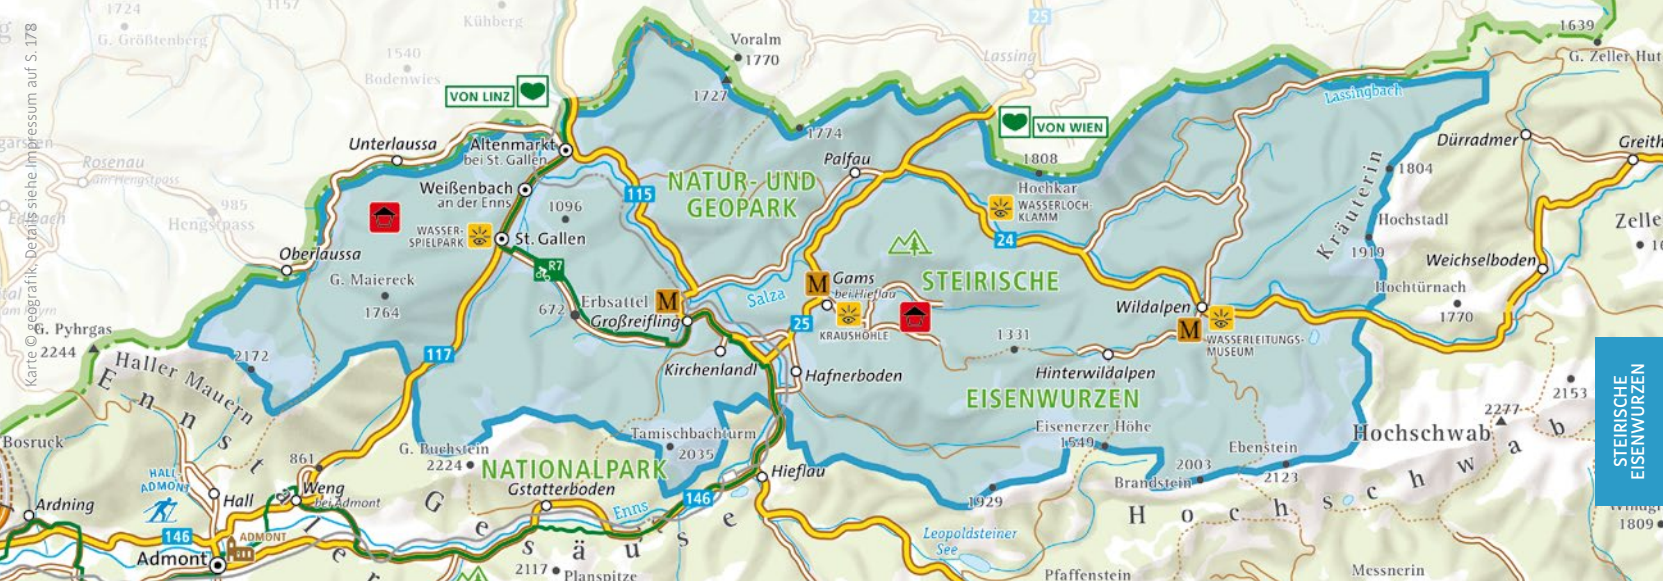 1724
G. Größtenberg
1157
Kühberg
25
1639
G. Zeller Hut
Voralm
1770
Lassing
1540
Bodenwies
VON LINZ
1727
Lassingbach
VON WIEN
1774
Unterlaussa
Altenmarkt
bei St. Gallen
Dürradmer
Greith
Rosenau
am Hengstpass
Palfau
1808
1804
Weißenbach
an der Enns
115
NATUR- UND
GEOPARK
Hochkar
WASSERLOCH-
KLAMM
Kräuterin
985
Hengstpass
1096
Hochstadl
WASSER-
SPIELPARK
St. Gallen
24
1919
Oberlaussa
R7
Weichselboden
G. Maiereck
1764
Erbsattel
672
M
Großreifling
Salza
M
Gams
bei Hieflau
STEIRISCHE
Hochtürnach
1770
Wildalpen
25
KRAUSHÖHLE
M
G. Pyhrgas
2244
2172
117
1331
WASSERLEITUNGS-
MUSEUM
Haller Mauern
Kirchenlandl
Hafnerboden
Hinterwildalpen
2153
Ennstaler
EISENWURZEN
2277
Hochschwab
STEIRISCHE
EISENWURZEN
Bosruck
Tamischbachturm
2035
Eisenerzer Höhe
1549
Ebenstein
2123
G. Buchstein
2224
861
NATIONALPARK
Hieflau
2003
Brandstein
HALL
ADMONT
Hall
Weng
bei Admont
Gstatterboden
146
1929
Hochschwab
Ardning
Enns
Gesäuse
1809
146
ADMONT
Admont
Leopoldsteiner
See
2117
Planspitze
Pfaffenstein
Messnerin
Karte © geografik, Details siehe Impressum auf S. 178